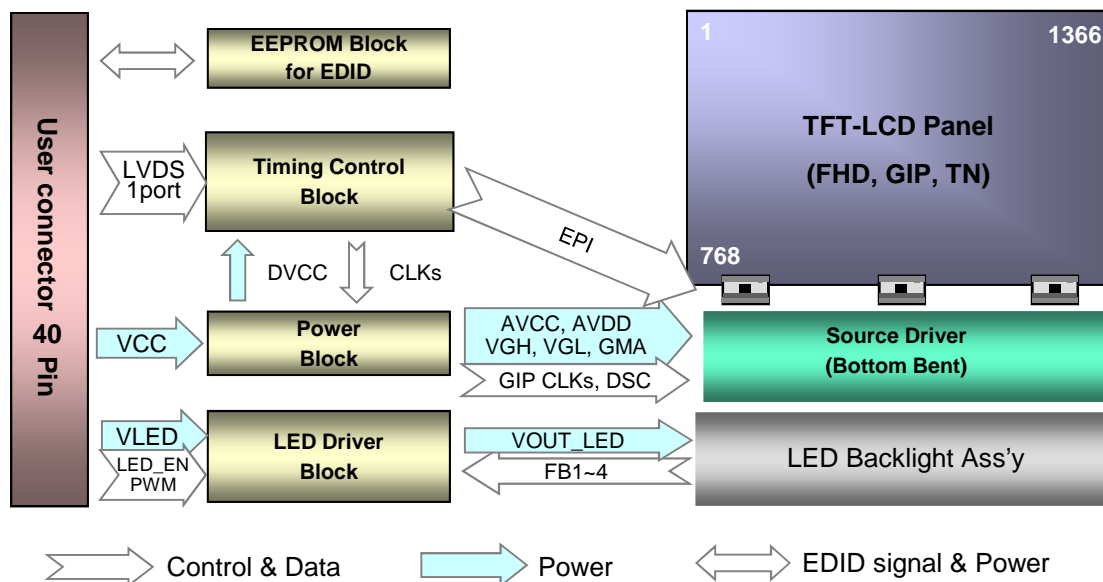 User connector 40 Pin
EEPROM Block
for EDID
LVDS
1port
Timing Control
Block
EPI
DVCC
CLKs
VCC
Power
Block
AVCC, AVDD
VGH, VGL, GMA
GIP CLKs, DSC
VLED
LED_EN
PWM
LED Driver
Block
VOUT_LED
FB1~4
1
1366
TFT-LCD Panel
(FHD, GIP, TN)
768
Source Driver
(Bottom Bent)
LED Backlight Ass’y
Control & Data
Power
EDID signal & Power